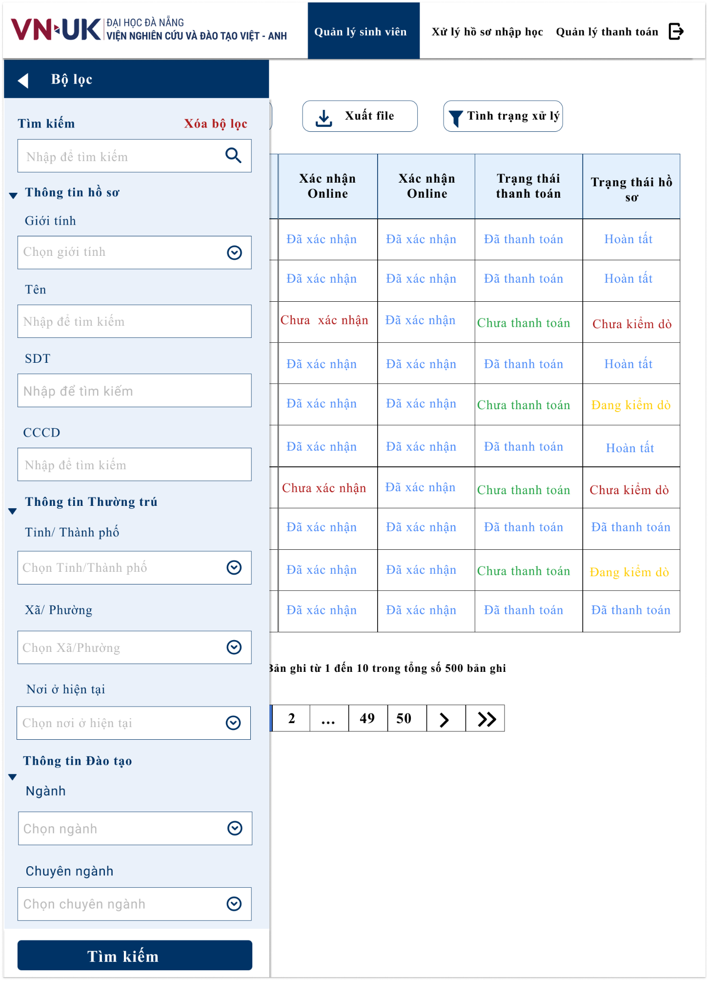 VN-UK
ĐẠI HỌC ĐÀ NẴNG
VIỆN NGHIÊN CỨU VÀ ĐÀO TẠO VIỆT - ANH
Quản lý sinh viên
Xử lý hồ sơ nhập học
Quản lý thanh toán
Bộ lọc
Tìm kiếm
Xóa bộ lọc
Nhập để tìm kiếm
Thông tin hồ sơ
Giới tính
Chọn giới tính
Tên
Nhập để tìm kiếm
SDT
Nhập để tìm kiếm
CCCD
Nhập để tìm kiếm
Thông tin Thường trú
Tỉnh/ Thành phố
Chọn Tỉnh/Thành phố
Xã/ Phường
Chọn Xã/Phường
Nơi ở hiện tại
Chọn nơi ở hiện tại
Thông tin Đào tạo
Ngành
Chọn ngành
Chuyên ngành
Chọn chuyên ngành
Tìm kiếm
Xuất file
Tình trạng xử lý
Xác nhận
Online
Xác nhận
Online
Trạng thái
thanh toán
Trạng thái hồ
sơ
Đã xác nhận Đã xác nhận Đã thanh toán Hoàn tất
Đã xác nhận Đã xác nhận Đã thanh toán Hoàn tất
Chưa xác nhận Đã xác nhận Chưa thanh toán Chưa kiểm dò
Đã xác nhận Đã xác nhận Đã thanh toán Hoàn tất
Đã xác nhận Đã xác nhận Chưa thanh toán Đang kiểm dò
Đã xác nhận Đã xác nhận Đã thanh toán Hoàn tất
Chưa xác nhận Đã xác nhận Chưa thanh toán Chưa kiểm dò
Đã xác nhận Đã xác nhận Đã thanh toán Đã thanh toán
Đã xác nhận Đã xác nhận Chưa thanh toán Đang kiểm dò
Đã xác nhận Đã xác nhận Đã thanh toán Đã thanh toán
Bản ghi từ 1 đến 10 trong tổng số 500 bản ghi
2 ... 49 50